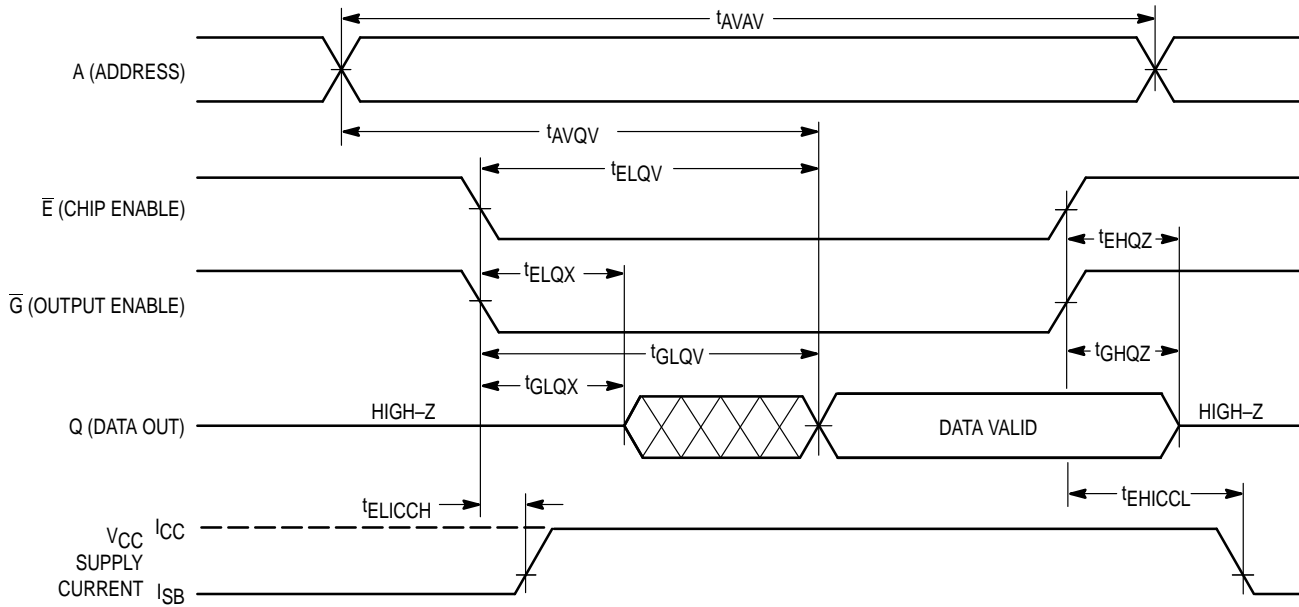 tAVAV
A (ADDRESS)
tAVQV
tELQV
E (CHIP ENABLE)
tEHQZ
tELQX
G (OUTPUT ENABLE)
tGLQV
tGHQZ
tGLQX
HIGH–Z
Q (DATA OUT)
DATA VALID
HIGH–Z
tELICCH
tEHICCL
VCC ICC
SUPPLY
CURRENT ISB